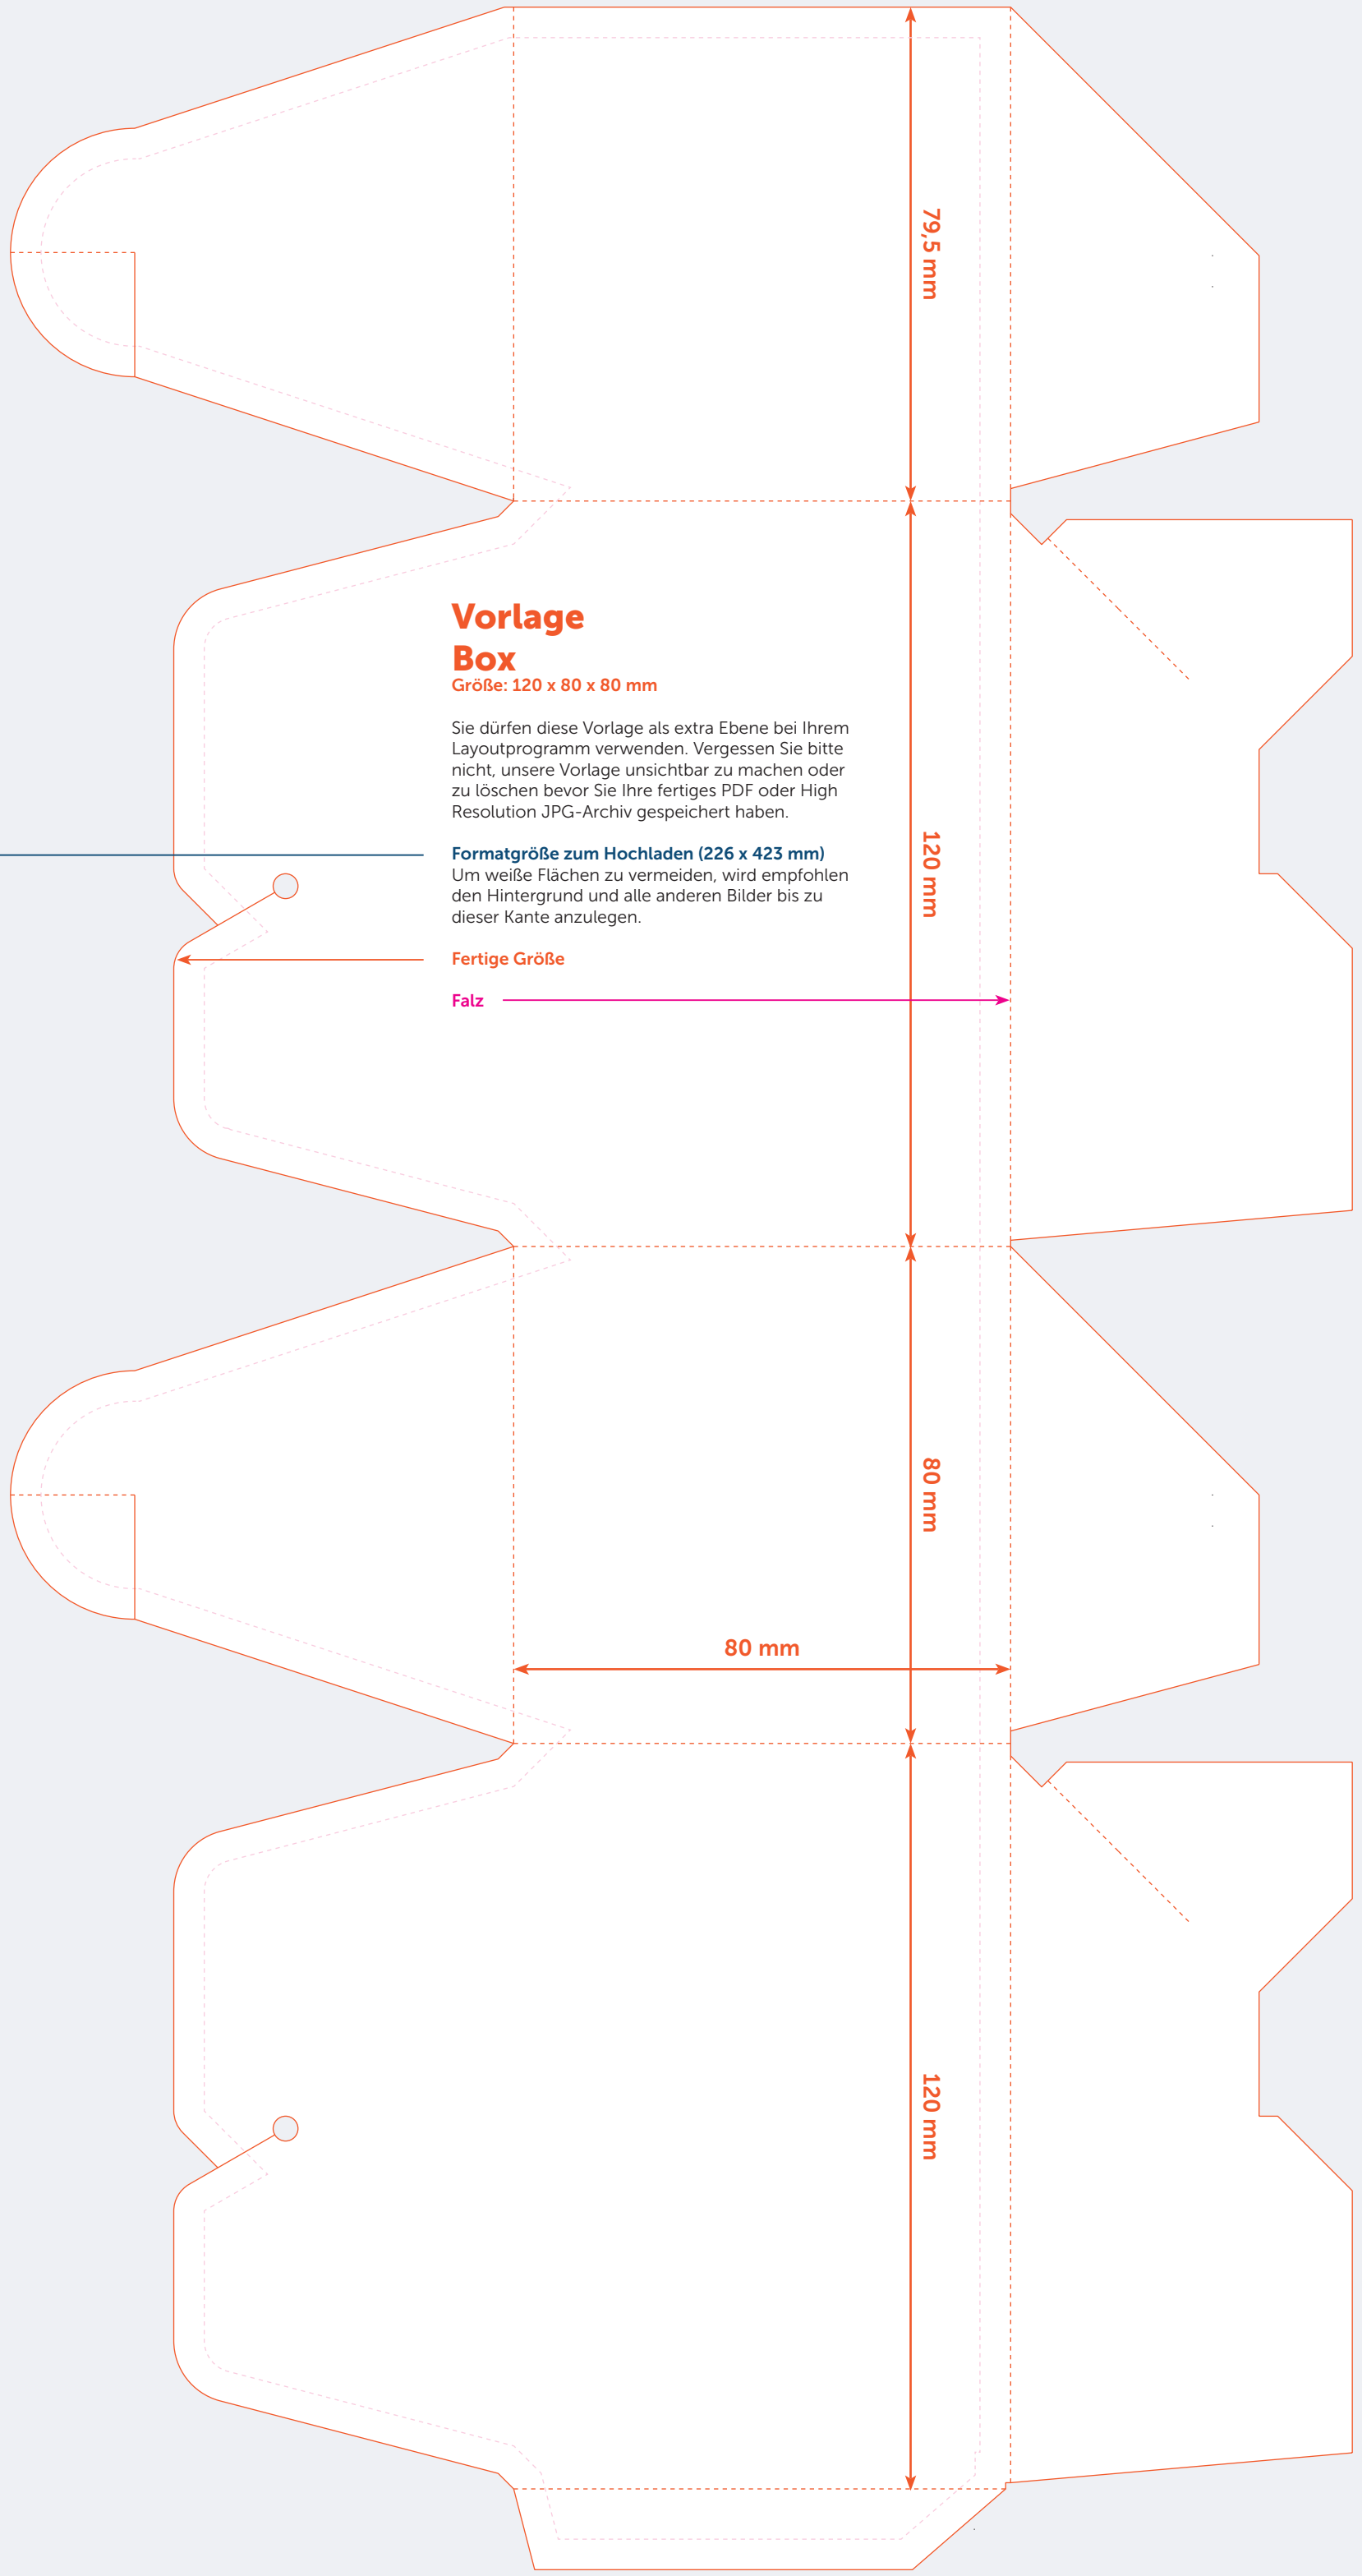 79,5 mm
Vorlage
Box
Größe: 120 x 80 x 80 mm
Sie dürfen diese Vorlage als extra Ebene bei Ihrem
Layoutprogramm verwenden. Vergessen Sie bitte
nicht, unsere Vorlage unsichtbar zu machen oder
zu löschen bevor Sie Ihre fertiges PDF oder High
Resolution JPG-Archiv gespeichert haben.
120 mm
Formatgröße zum Hochladen (226 x 423 mm)
Um weiße Flächen zu vermeiden, wird empfohlen
den Hintergrund und alle anderen Bilder bis zu
dieser Kante anzulegen.
Fertige Größe
Falz
80 mm
80 mm
120 mm